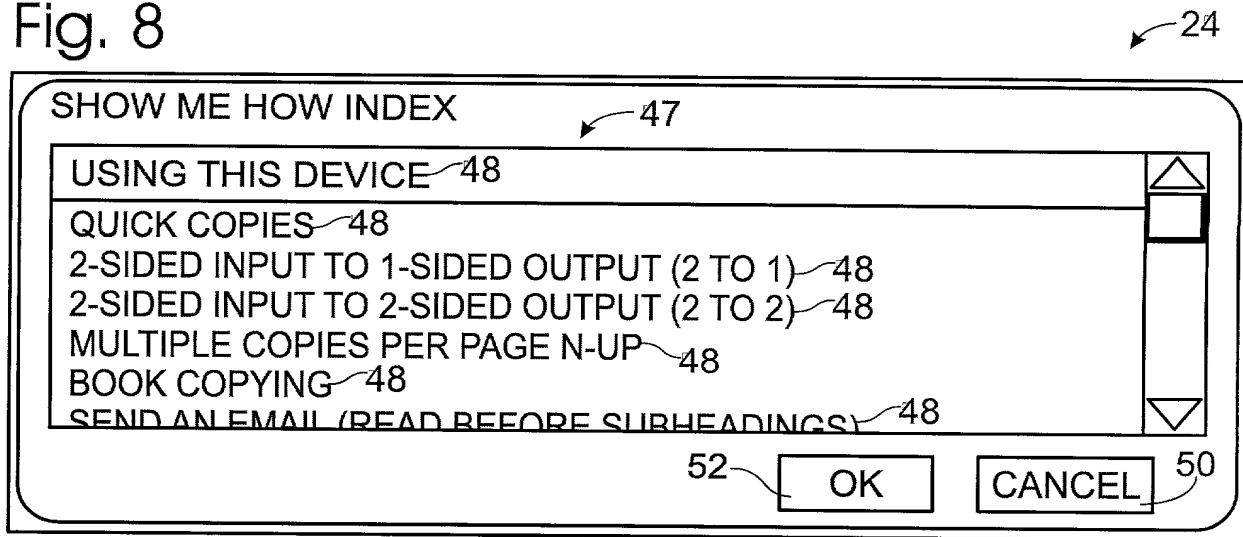 Fig. 8
24
SHOW ME HOW INDEX
47
USING THIS DEVICE 48
QUICK COPIES 48
2-SIDED INPUT TO 1-SIDED OUTPUT (2 TO 1) 48
2-SIDED INPUT TO 2-SIDED OUTPUT (2 TO 2) 48
MULTIPLE COPIES PER PAGE N-UP 48
BOOK COPYING 48
SEND AN EMAIL (READ BEFORE SUBHEADINGS) 48
52 OK CANCEL 50